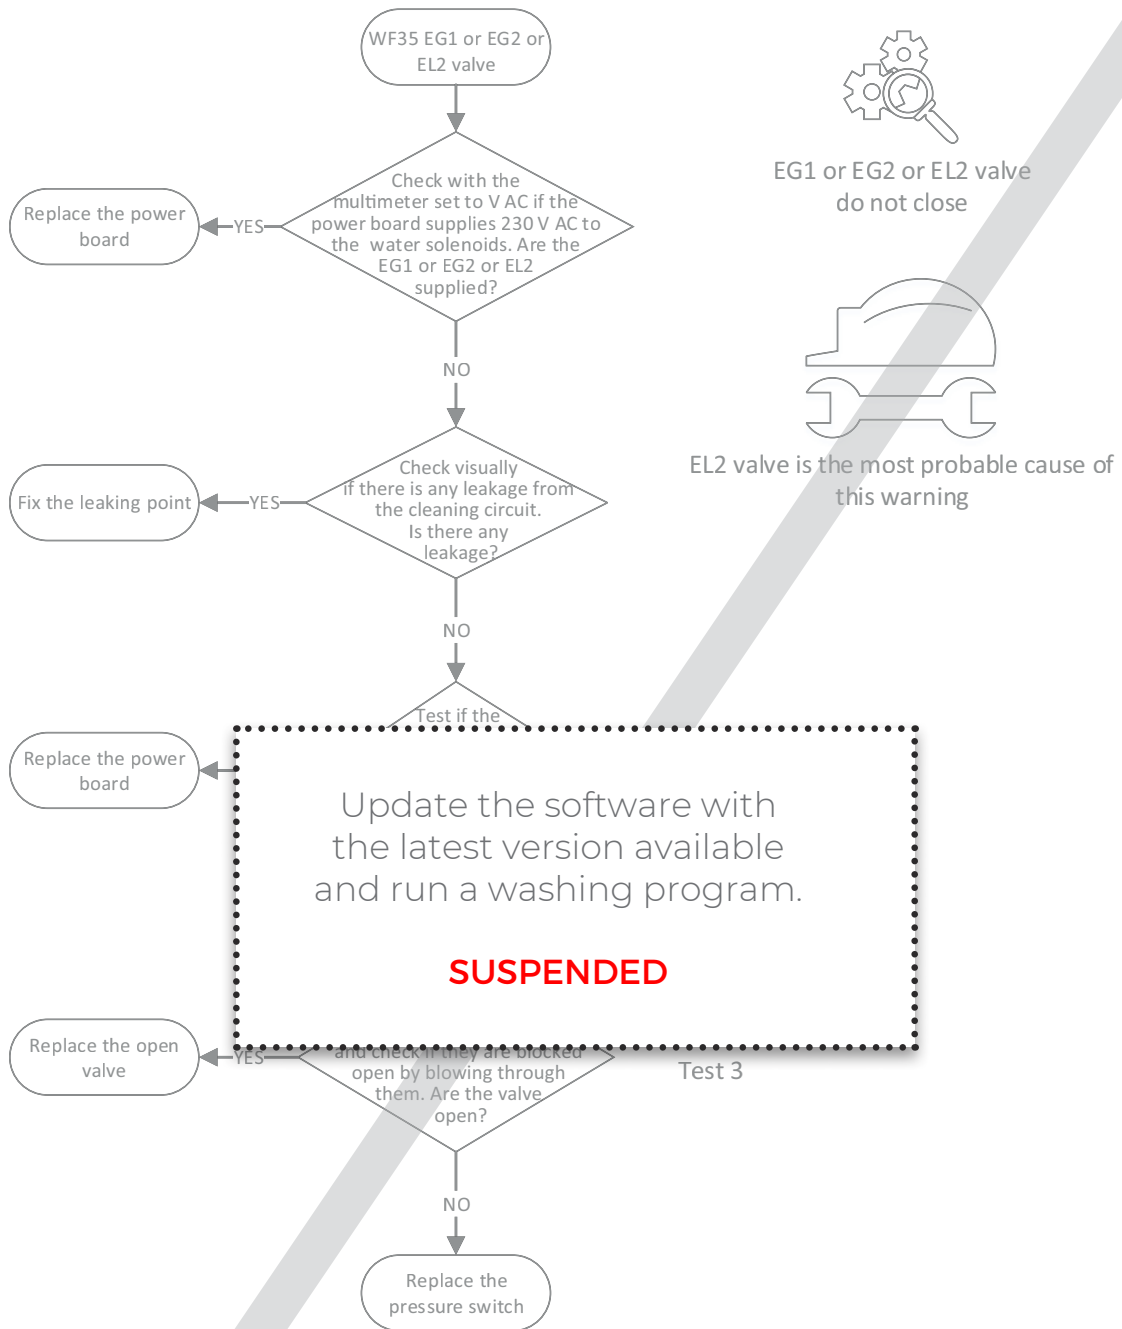 WF35 EG1 or EG2 or
EL2 valve
EG1 or EG2 or EL2 valve
do not close
Check with the
multimeter set to V AC if the
power board supplies 230 V AC to
the water solenoids. Are the
EG1 or EG2 or EL2
supplied?
YES
Replace the power
board
NO
EL2 valve is the most probable cause of
this warning
Check visually
if there is any leakage from
the cleaning circuit.
Is there any
leakage?
YES
Fix the leaking point
NO
Test if the
Replace the power
board
Update the software with
the latest version available
and run a washing program.
SUSPENDED
and check if they are blocked
open by blowing through
them. Are the valve
open?
YES
Replace the open
valve
Test 3
NO
Replace the
pressure switch